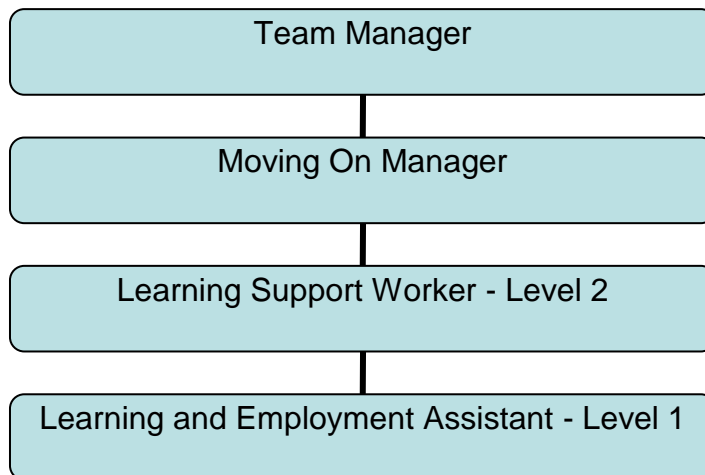 Team Manager
Moving On Manager
Learning Support Worker - Level 2
Learning and Employment Assistant - Level 1